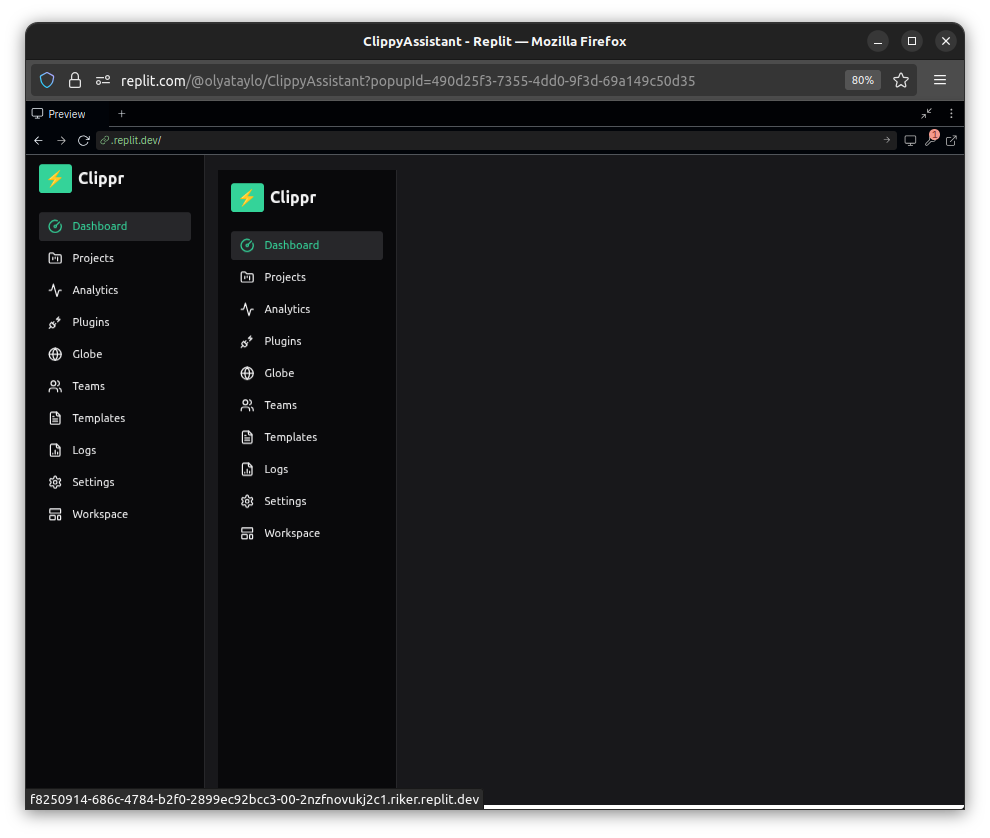 ClippyAssistant - Replit — Mozilla Firefox
replit.com/@olyataylo/ClippyAssistant?popupId=490d25f3-7355-4dd0-9f3d-69a149c50d35
80%
Preview
.replit.dev/
1
Clippr
Dashboard
Projects
Analytics
Plugins
Globe
Teams
Templates
Logs
Settings
Workspace
Clippr
Dashboard
Projects
Analytics
Plugins
Globe
Teams
Templates
Logs
Settings
Workspace
f8250914-686c-4784-b2f0-2899ec92bcc3-00-2nzfnovukj2c1.riker.replit.dev